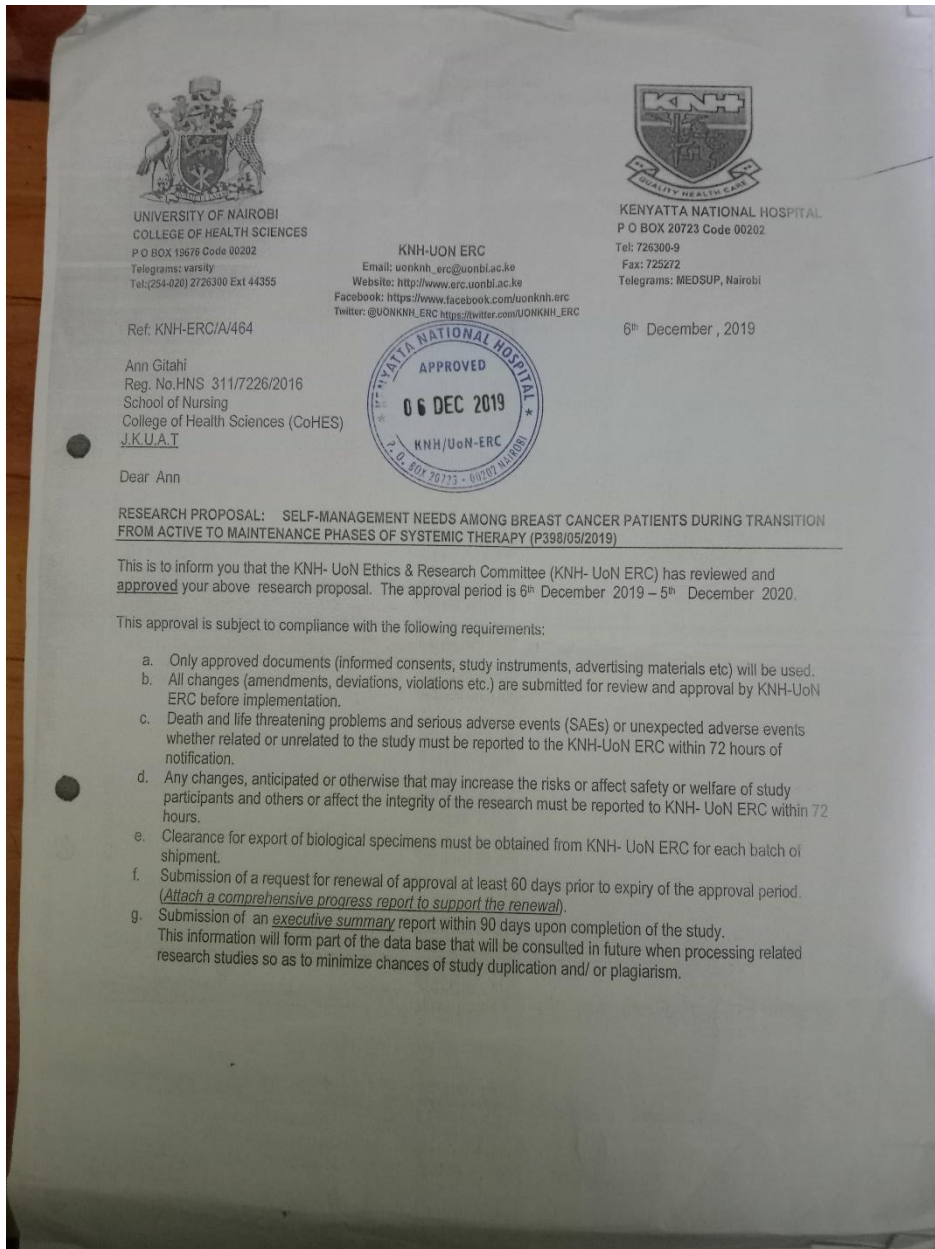 KNH
QUALITY HEALTH CARE
UNIVERSITY OF NAIROBI
COLLEGE OF HEALTH SCIENCES
P O BOX 19676 Code 00202
Telegrams: varsity
Tel:(254-020) 2726300 Ext 44355
KNH-UON ERC
Email: uonknh_erc@uonbi.ac.ke
Website: http://www.erc.uonbi.ac.ke
Facebook: https://www.facebook.com/uonknh.erc
Twitter: @UONKNH_ERC https://twitter.com/UONKNH_ERC
KENYATTA NATIONAL HOSPITAL
P O BOX 20723 Code 00202
Tel: 726300-9
Fax: 725272
Telegrams: MEDSUP, Nairobi
Ref: KNH-ERC/A/464
6th December , 2019
KENYATTA NATIONAL HOSPITAL
APPROVED
06 DEC 2019
KNH/UoN-ERC
P. O. BOX 20723 - 00202 NAIROBI
Ann Gitahi
Reg. No.HNS 311/7226/2016
School of Nursing
College of Health Sciences (CoHES)
J.K.U.A.T
Dear Ann
RESEARCH PROPOSAL: SELF-MANAGEMENT NEEDS AMONG BREAST CANCER PATIENTS DURING TRANSITION
FROM ACTIVE TO MAINTENANCE PHASES OF SYSTEMIC THERAPY (P398/05/2019)
This is to inform you that the KNH- UoN Ethics & Research Committee (KNH- UoN ERC) has reviewed and
approved your above research proposal. The approval period is 6th December 2019 – 5th December 2020.
This approval is subject to compliance with the following requirements:
a. Only approved documents (informed consents, study instruments, advertising materials etc) will be used.
b. All changes (amendments, deviations, violations etc.) are submitted for review and approval by KNH-UoN
ERC before implementation.
c. Death and life threatening problems and serious adverse events (SAEs) or unexpected adverse events
whether related or unrelated to the study must be reported to the KNH-UoN ERC within 72 hours of
notification.
d. Any changes, anticipated or otherwise that may increase the risks or affect safety or welfare of study
participants and others or affect the integrity of the research must be reported to KNH- UoN ERC within 72
hours.
e. Clearance for export of biological specimens must be obtained from KNH- UoN ERC for each batch of
shipment.
f. Submission of a request for renewal of approval at least 60 days prior to expiry of the approval period.
(Attach a comprehensive progress report to support the renewal).
g. Submission of an executive summary report within 90 days upon completion of the study.
This information will form part of the data base that will be consulted in future when processing related
research studies so as to minimize chances of study duplication and/ or plagiarism.